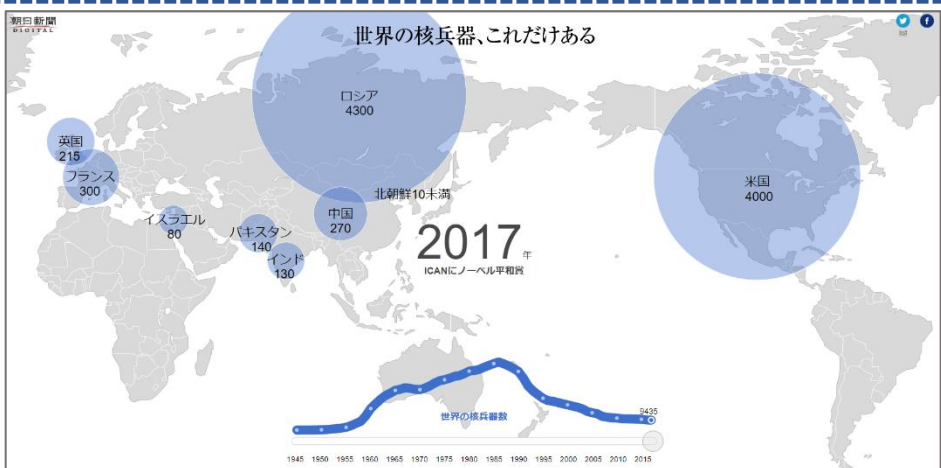 朝日新聞
DIGITAL
世界の核兵器、これだけある
ロシア
4300
英国
215
フランス
300
イスラエル
80
パキスタン
140
インド
130
中国
270
北朝鮮10未満
米国
4000
2017年
ICANにノーベル平和賞
世界の核兵器数
9435
1945 1950 1955 1960 1965 1970 1975 1980 1985 1990 1995 2000 2005 2010 2015